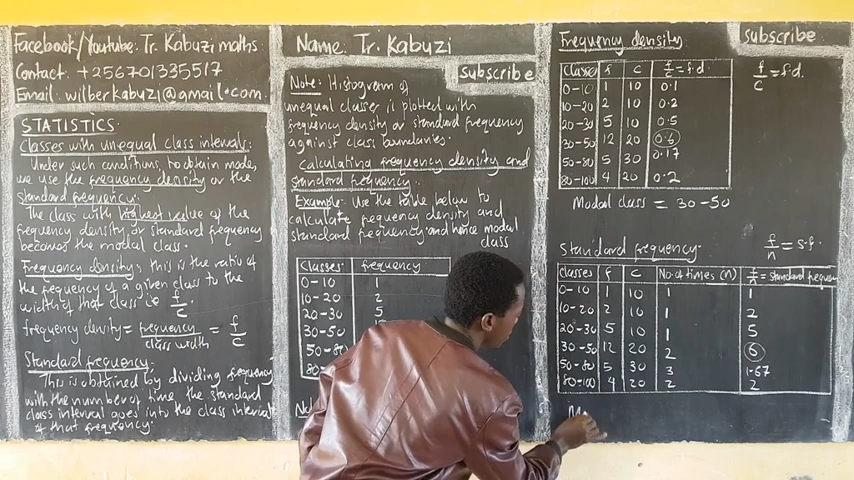 Facebook/Youtube: Tr. Kabuzi maths
Contact: +256701335517
Email: wilberkabuzi@gmail.com
STATISTICS
Classes with unequal class intervals:
Under such conditions, to obtain mode,
we use the frequency density or the
standard frequency.
The class with highest value of the
frequency density or standard frequency
becomes the modal class.
Frequency density: this is the ratio of
the frequency of a given class to the
width of that class ie f/c.
frequency density = frequency/class width = f/c
Standard frequency:
This is obtained by dividing frequency
with the number of time the standard
class interval goes into the class interval
of that frequency.
Name: Tr. Kabuzi
subscribe
Note: Histogram of
unequal classes is plotted with
frequency density or standard frequency
against class boundaries.
Calculating frequency density and
standard frequency:
Example: Use the table below to
calculate frequency density and
standard frequency and hence modal
class
Classes frequency
0-10 1
10-20 2
20-30 5
30-50 12
50-80
80-
Frequency density:
subscribe
classes f c f/c = f.d.
0-10 1 10 0.1
10-20 2 10 0.2
20-30 5 10 0.5
30-50 12 20 0.6
50-80 5 30 0.17
80-100 4 20 0.2
f/c = f.d.
Modal class = 30-50
Standard frequency:
f/n = s.f.
classes f c No. of times (n) f/n = standard frequen
0-10 1 10 1 1
10-20 2 10 1 2
20-30 5 10 1 5
30-50 12 20 2 6
50-80 5 30 3 1.67
80-100 4 20 2 2
M